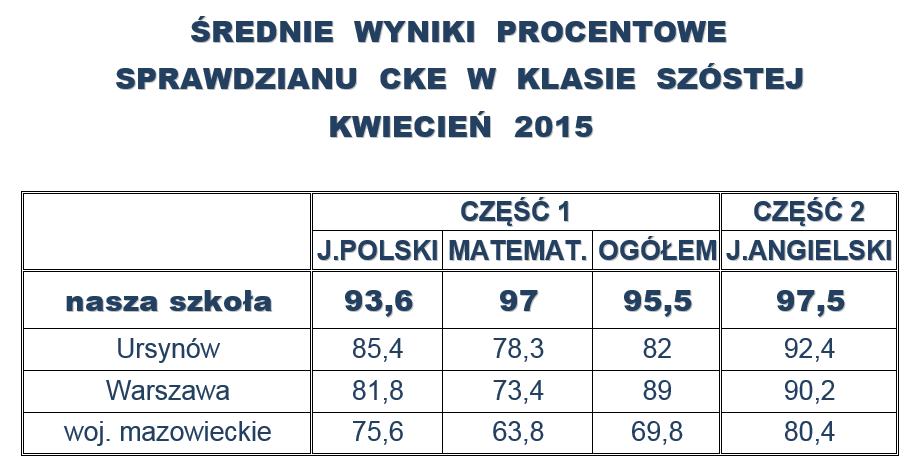 ŚREDNIE WYNIKI PROCENTOWE
SPRAWDZIANU CKE W KLASIE SZÓSTEJ
KWIECIEŃ 2015
CZĘŚĆ 1 CZĘŚĆ 2
J.POLSKI MATEMAT. OGÓŁEM J.ANGIELSKI
nasza szkoła 93,6 97 95,5 97,5
Ursynów 85,4 78,3 82 92,4
Warszawa 81,8 73,4 89 90,2
woj. mazowieckie 75,6 63,8 69,8 80,4